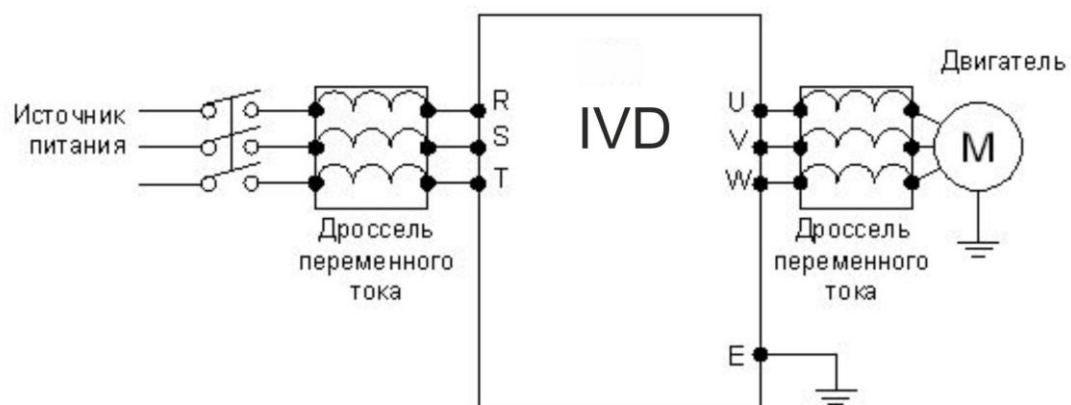 Источник
питания
Дроссель
переменного
тока
R
S
T
IVD
U
V
W
E
Дроссель
переменного
тока
Двигатель
M